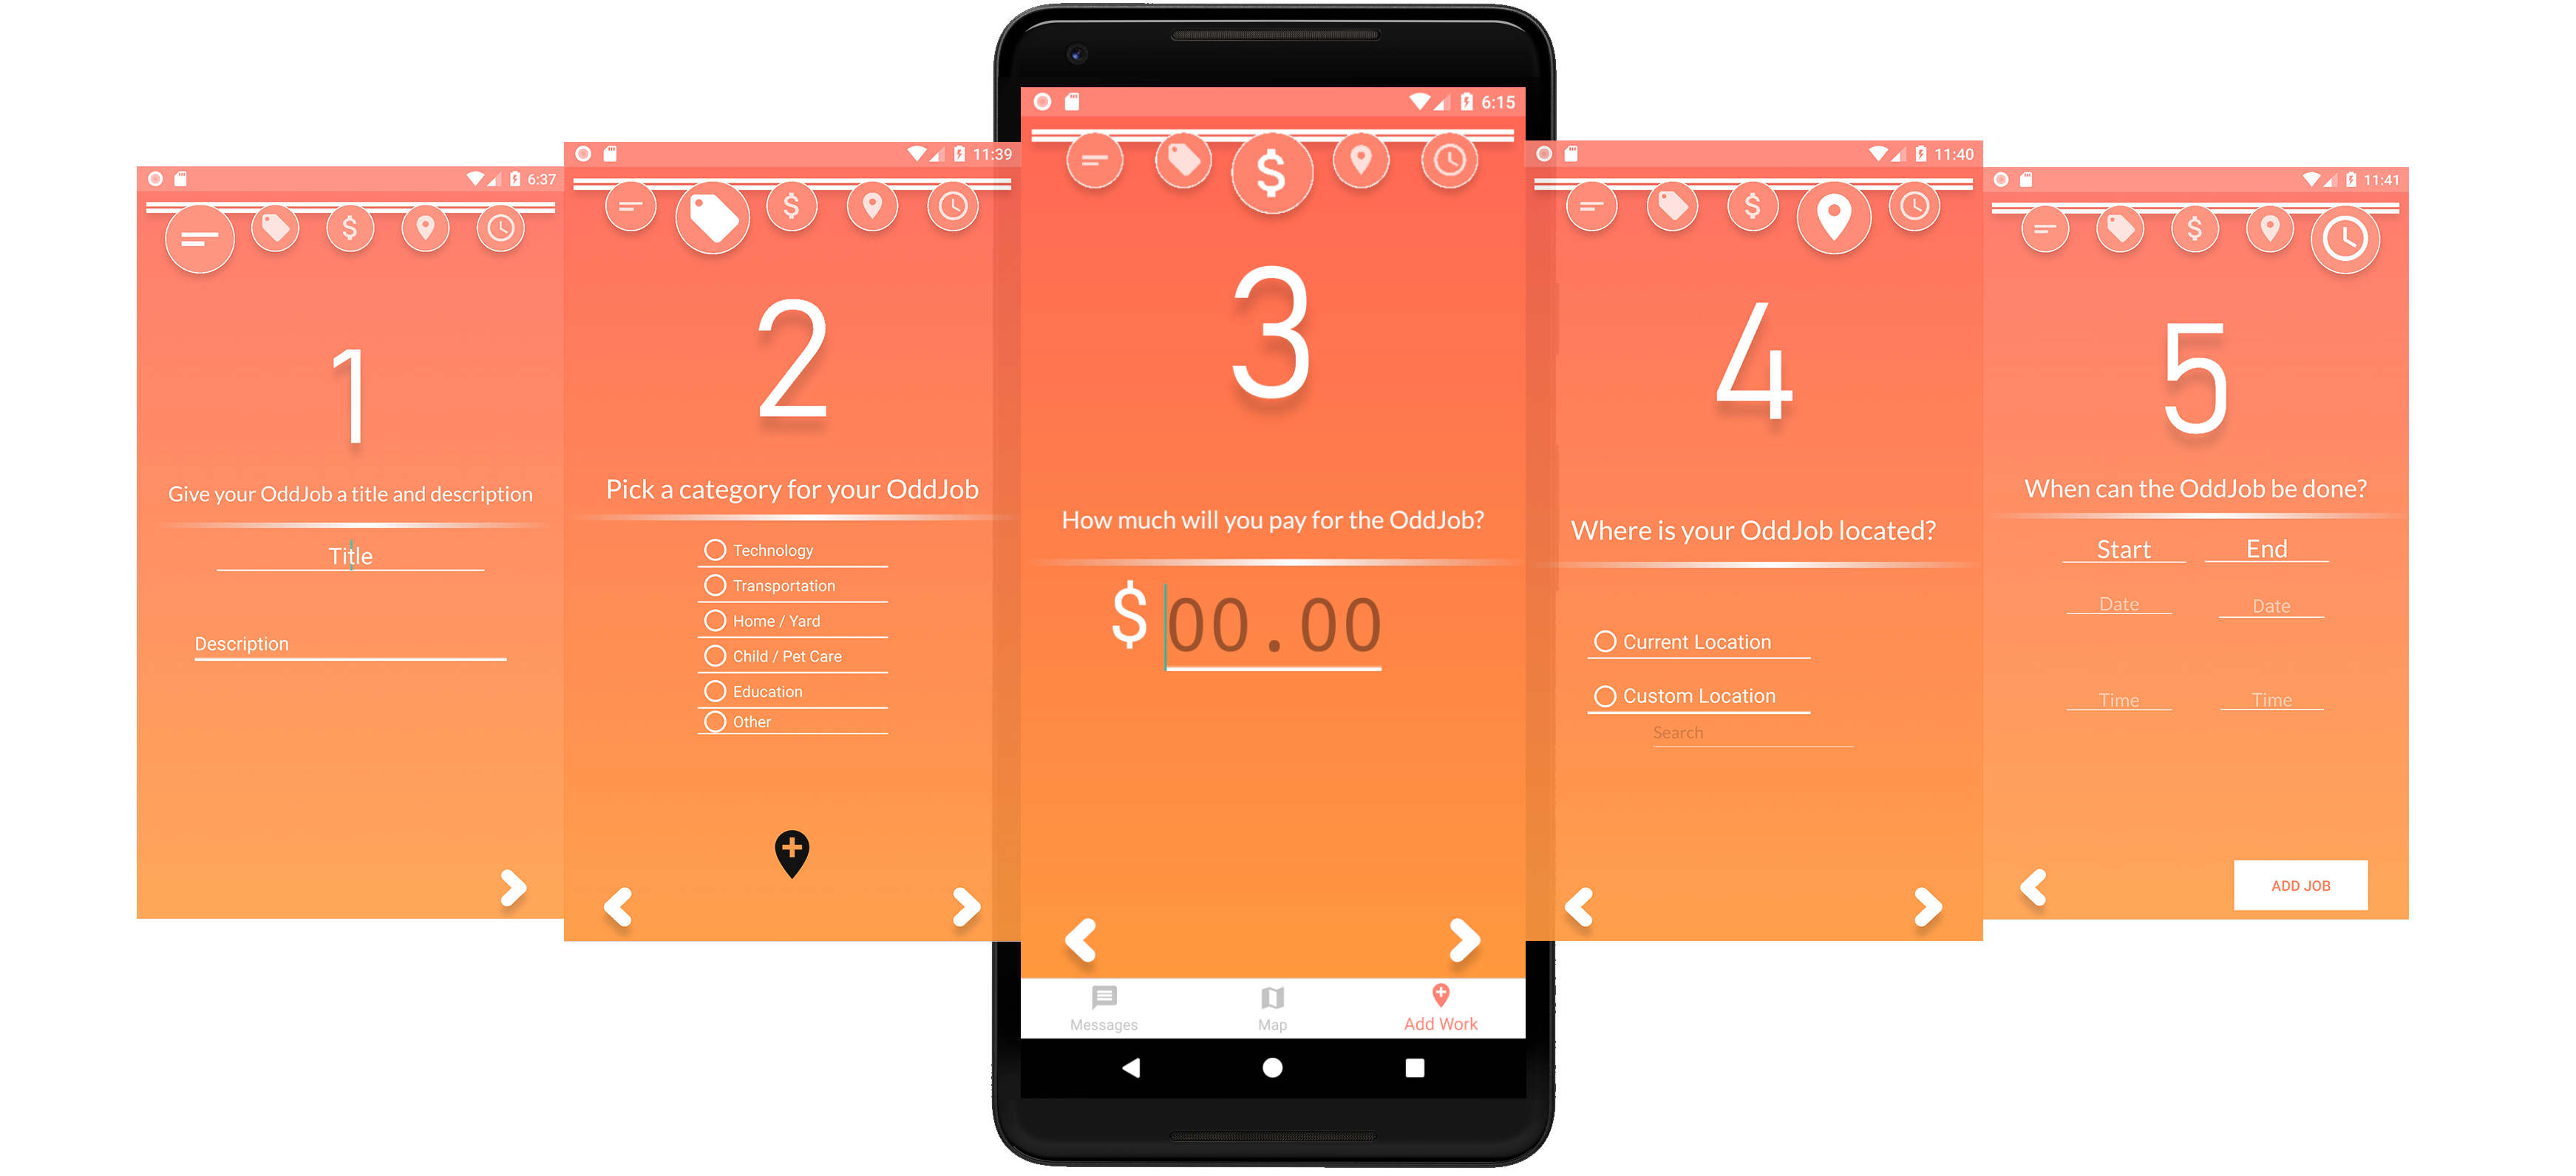 6:37
1
Give your OddJob a title and description
Title
Description
11:39
$
2
Pick a category for your OddJob
Technology
Transportation
Home / Yard
Child / Pet Care
Education
Other
6:15
$
3
How much will you pay for the OddJob?
$ 00.00
Messages
Map
Add Work
11:40
$
4
Where is your OddJob located?
Current Location
Custom Location
Search
11:41
$
5
When can the OddJob be done?
Start End
Date Date
Time Time
ADD JOB